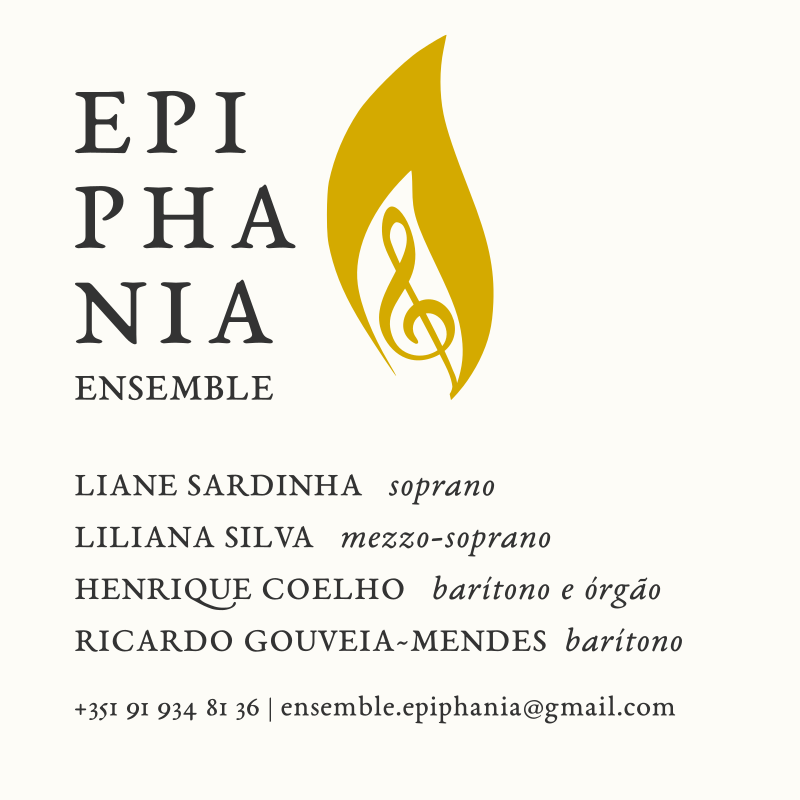 EPI
PHA
NIA
ENSEMBLE
LIANE SARDINHA soprano
LILIANA SILVA mezzo-soprano
HENRIQUE COELHO barítono e órgão
RICARDO GOUVEIA~MENDES barítono
+351 91 934 81 36 | ensemble.epiphania@gmail.com